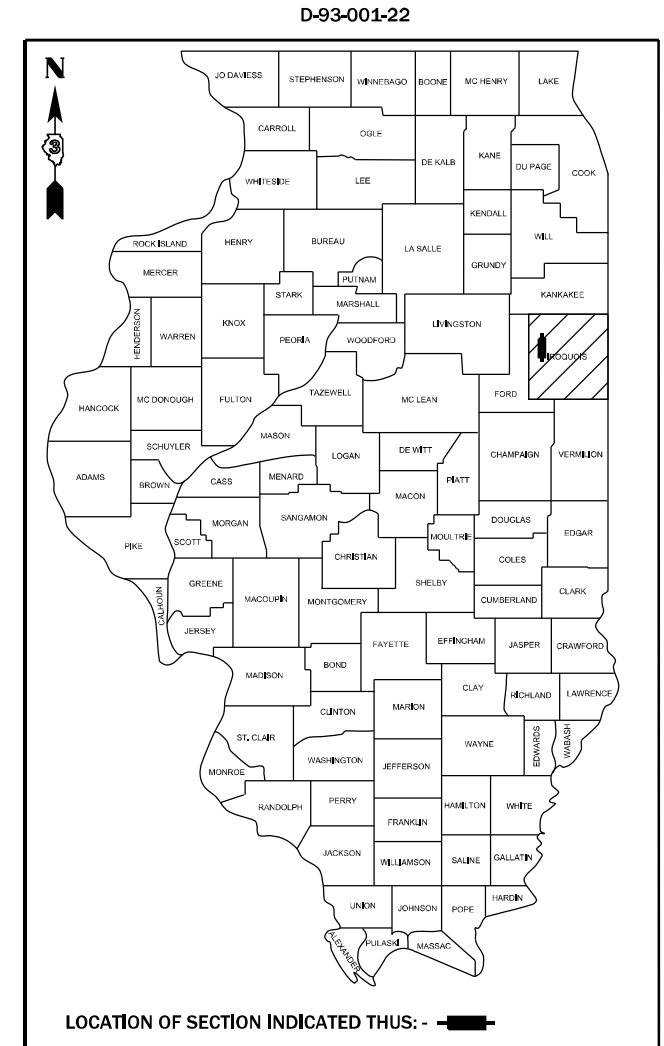 D-93-001-22
N
3
JO DAVIESS
STEPHENSON
WINNEBAGO
BOONE
MC HENRY
LAKE
CARROLL
OGLE
DE KALB
KANE
DU PAGE
COOK
WHITESIDE
LEE
KENDALL
WILL
ROCK ISLAND
HENRY
BUREAU
LA SALLE
GRUNDY
MERCER
PUTNAM
STARK
MARSHALL
KANKAKEE
HENDERSON
WARREN
KNOX
PEORIA
WOODFORD
LIVINGSTON
IROQUOIS
HANCOCK
MC DONOUGH
FULTON
TAZEWELL
MC LEAN
FORD
MASON
SCHUYLER
LOGAN
DE WITT
CHAMPAIGN
VERMILION
ADAMS
BROWN
CASS
MENARD
PIATT
MACON
PIKE
SCOTT
MORGAN
SANGAMON
MOULTRIE
DOUGLAS
EDGAR
CHRISTIAN
COLES
CALHOUN
GREENE
MACOUPIN
MONTGOMERY
SHELBY
CUMBERLAND
CLARK
JERSEY
FAYETTE
EFFINGHAM
JASPER
CRAWFORD
MADISON
BOND
CLAY
RICHLAND
LAWRENCE
CLINTON
MARION
ST. CLAIR
WAYNE
EDWARDS
WABASH
WASHINGTON
JEFFERSON
MONROE
RANDOLPH
PERRY
HAMILTON
WHITE
FRANKLIN
JACKSON
WILLIAMSON
SALINE
GALLATIN
UNION
JOHNSON
POPE
HARDIN
ALEXANDER
PULASKI
MASSAC
LOCATION OF SECTION INDICATED THUS: -